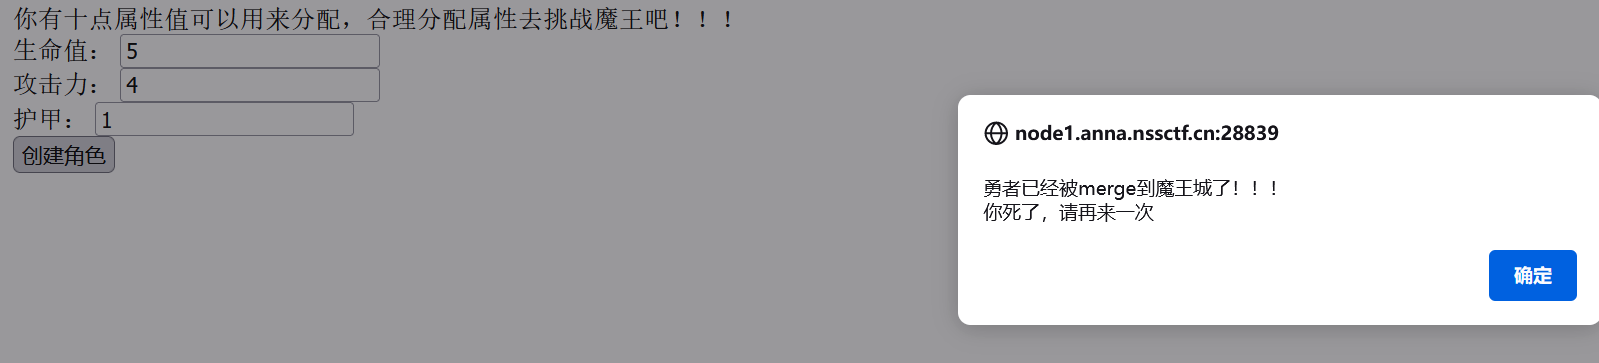 你有十点属性值可以用来分配，合理分配属性去挑战魔王吧！！！
生命值： 5
攻击力： 4
护甲： 1
创建角色
node1.anna.nssctf.cn:28839
勇者已经被merge到魔王城了！！！
你死了，请再来一次
确定